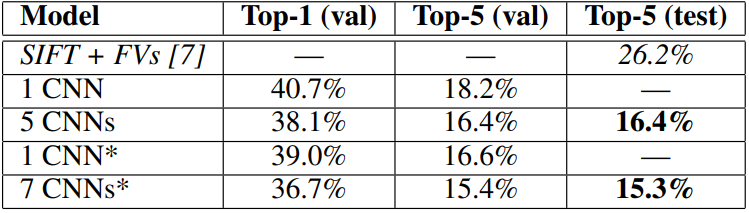 Model Top-1 (val) Top-5 (val) Top-5 (test)
SIFT + FVs [7] — — 26.2%
1 CNN 40.7% 18.2% —
5 CNNs 38.1% 16.4% 16.4%
1 CNN* 39.0% 16.6% —
7 CNNs* 36.7% 15.4% 15.3%